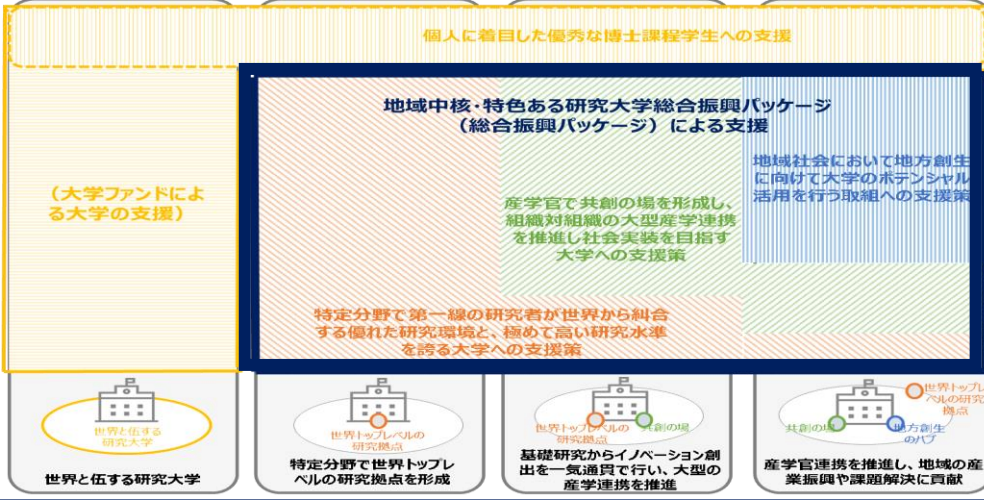 個人に着目した優秀な博士課程学生への支援
地域中核・特色ある研究大学総合振興パッケージ
（総合振興パッケージ）による支援
（大学ファンドによ
る大学の支援）
地域社会において地方創生
に向けて大学のポテンシャル
活用を行う取組への支援策
産学官で共創の場を形成し、
組織対組織の大型産学連携
を推進し社会実装を目指す
大学への支援策
特定分野で第一線の研究者が世界から糾合
する優れた研究環境と、極めて高い研究水準
を誇る大学への支援策
世界と伍する
研究大学
世界と伍する研究大学
世界トップレベルの
研究拠点
特定分野で世界トップレ
ベルの研究拠点を形成
世界トップレベルの
研究拠点
共創の場
基礎研究からイノベーション創
出を一気通貫で行い、大型の
産学連携を推進
世界トップレ
ベルの研究
拠点
共創の場
地方創生
のハブ
産学官連携を推進し、地域の産
業振興や課題解決に貢献